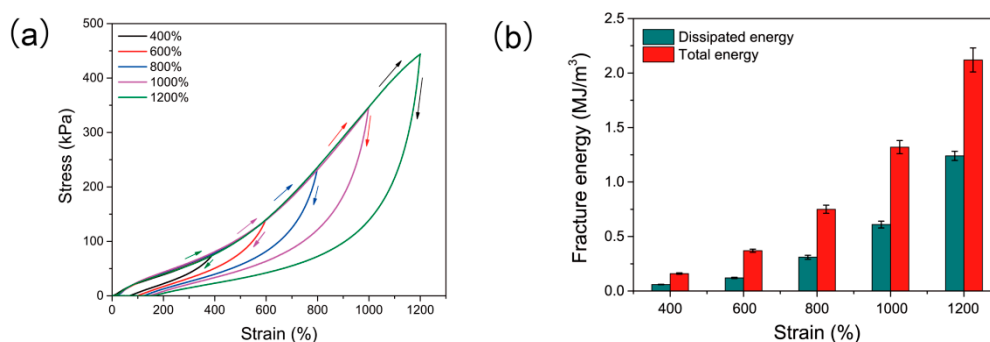 (a)
500
400
300
200
100
0
Stress (kPa)
400%
600%
800%
1000%
1200%
0 200 400 600 800 1000 1200
Strain (%)
(b)
2.5
2.0
1.5
1.0
0.5
0.0
Fracture energy (MJ/m³)
Dissipated energy
Total energy
400 600 800 1000 1200
Strain (%)